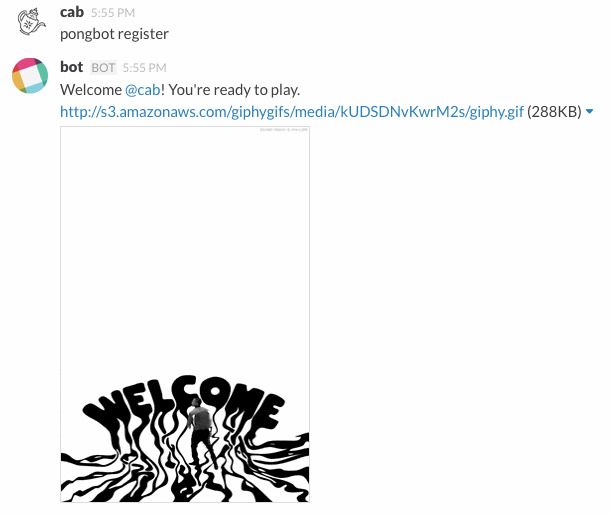 cab 5:55 PM
pongbot register
bot BOT 5:55 PM
Welcome @cab! You're ready to play.
http://s3.amazonaws.com/giphygifs/media/kUDSDNvKwrM2s/giphy.gif (288KB)
WELCOME